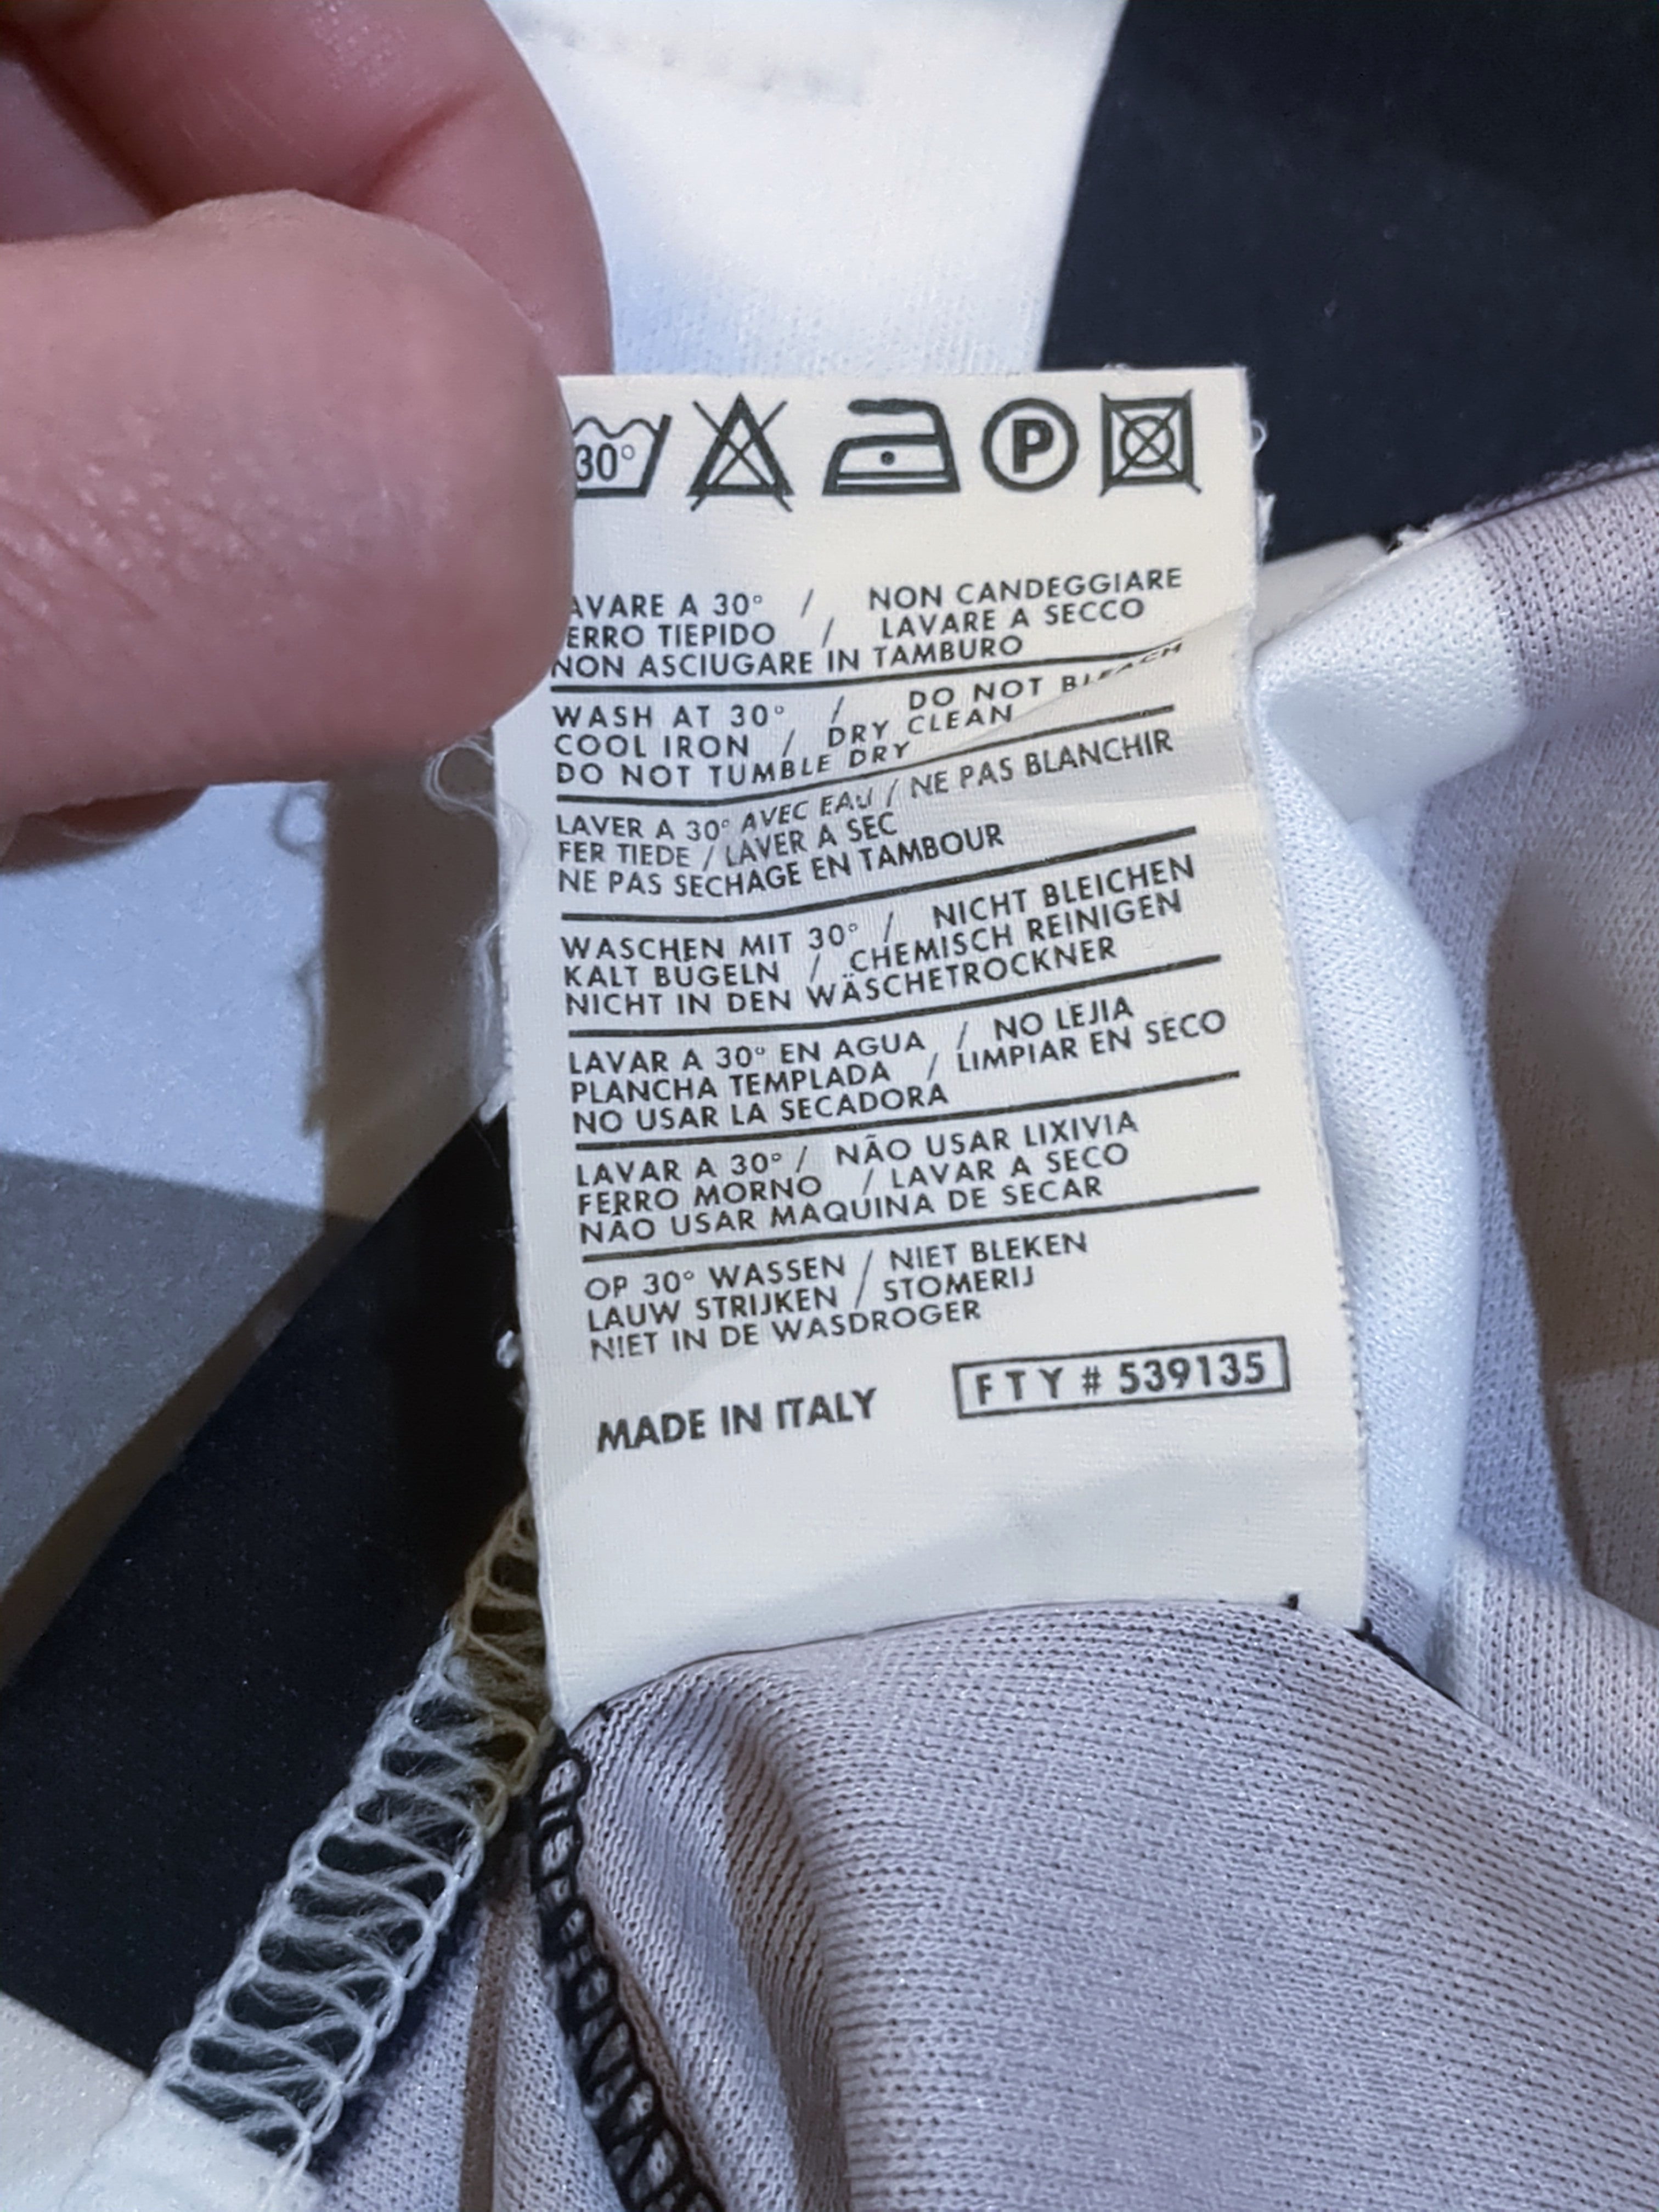 30°
P
AVARE A 30° / NON CANDEGGIARE
ERRO TIEPIDO / LAVARE A SECCO
NON ASCIUGARE IN TAMBURO
WASH AT 30° / DO NOT BLEACH
COOL IRON / DRY CLEAN
DO NOT TUMBLE DRY
LAVER A 30° AVEC EAU / NE PAS BLANCHIR
FER TIEDE / LAVER A SEC
NE PAS SECHAGE EN TAMBOUR
WASCHEN MIT 30° / NICHT BLEICHEN
KALT BUGELN / CHEMISCH REINIGEN
NICHT IN DEN WÄSCHETROCKNER
LAVAR A 30° EN AGUA / NO LEJIA
PLANCHA TEMPLADA / LIMPIAR EN SECO
NO USAR LA SECADORA
LAVAR A 30° / NÃO USAR LIXIVIA
FERRO MORNO / LAVAR A SECO
NÃO USAR MAQUINA DE SECAR
OP 30° WASSEN / NIET BLEKEN
LAUW STRIJKEN / STOMERIJ
NIET IN DE WASDROGER
MADE IN ITALY FTY # 539135